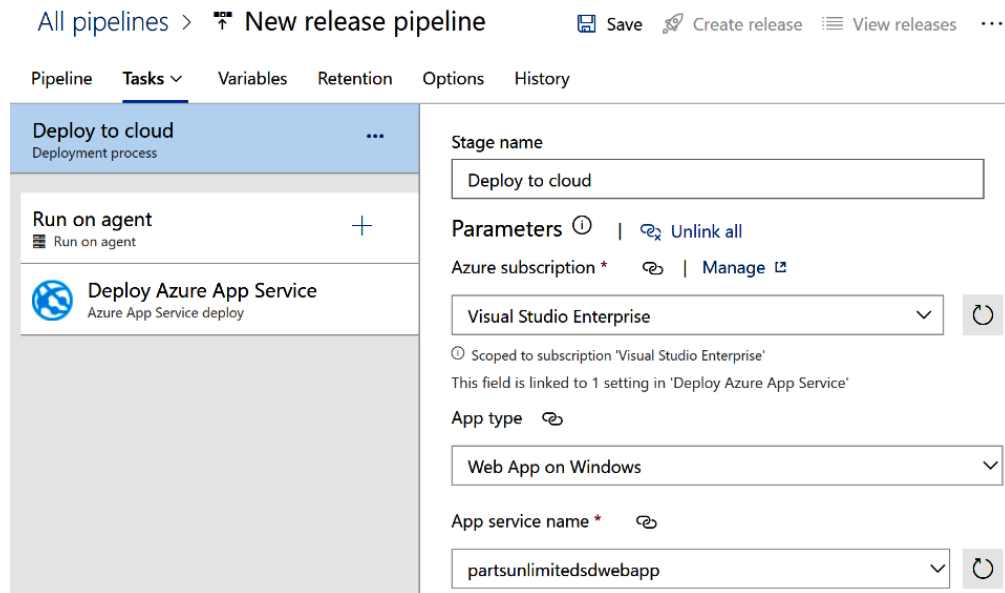 All pipelines > New release pipeline Save Create release View releases ...
Pipeline Tasks Variables Retention Options History
Deploy to cloud ...
Deployment process
Run on agent +
Run on agent
Deploy Azure App Service
Azure App Service deploy
Stage name
Deploy to cloud
Parameters | Unlink all
Azure subscription * | Manage
Visual Studio Enterprise
Scoped to subscription 'Visual Studio Enterprise'
This field is linked to 1 setting in 'Deploy Azure App Service'
App type
Web App on Windows
App service name *
partsunlimitedsdwebapp